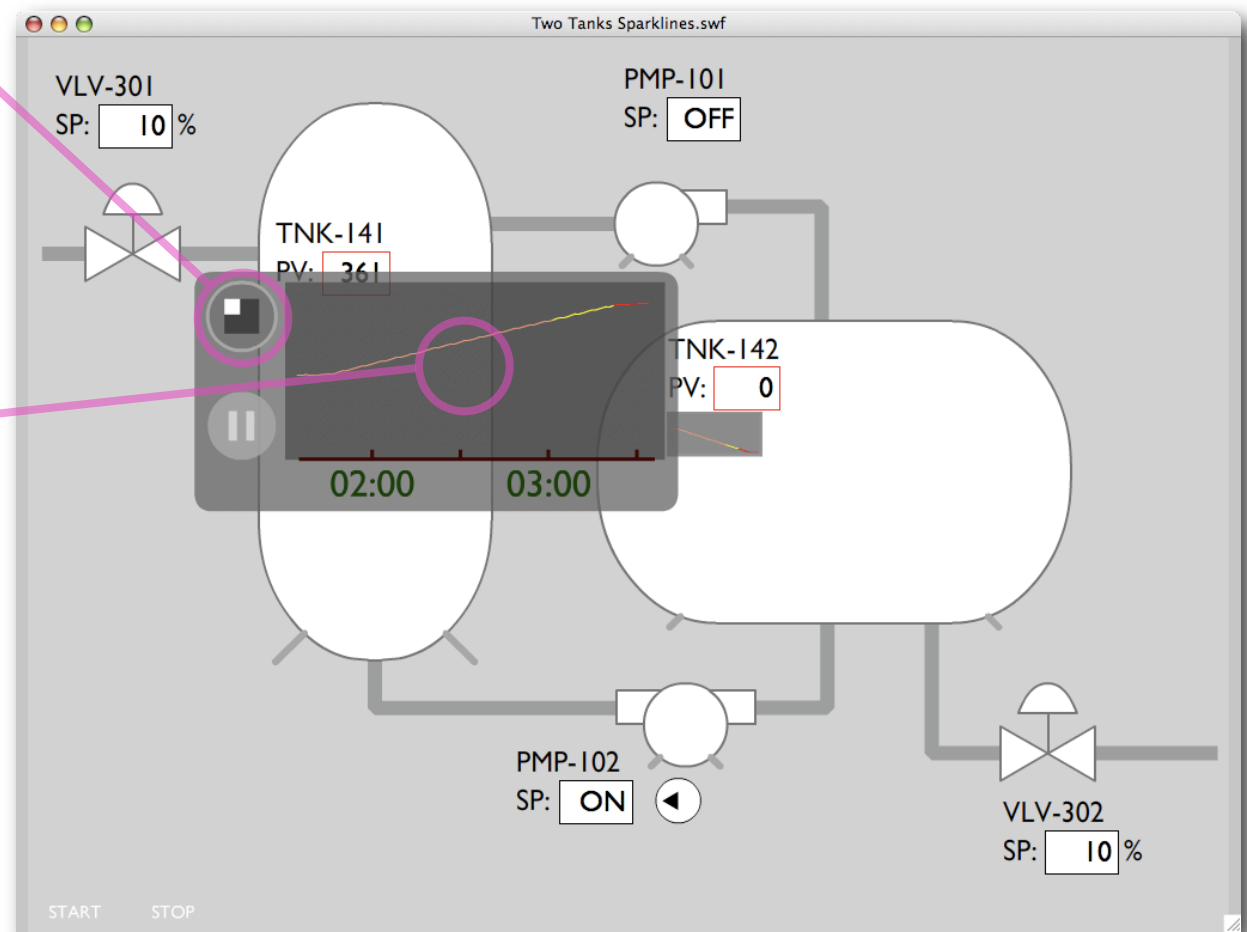 Two Tanks Sparklines.swf
VLV-301
SP: 10 %
PMP-101
SP: OFF
TNK-141
PV: 361
TNK-142
PV: 0
02:00 03:00
PMP-102
SP: ON
VLV-302
SP: 10 %
START STOP